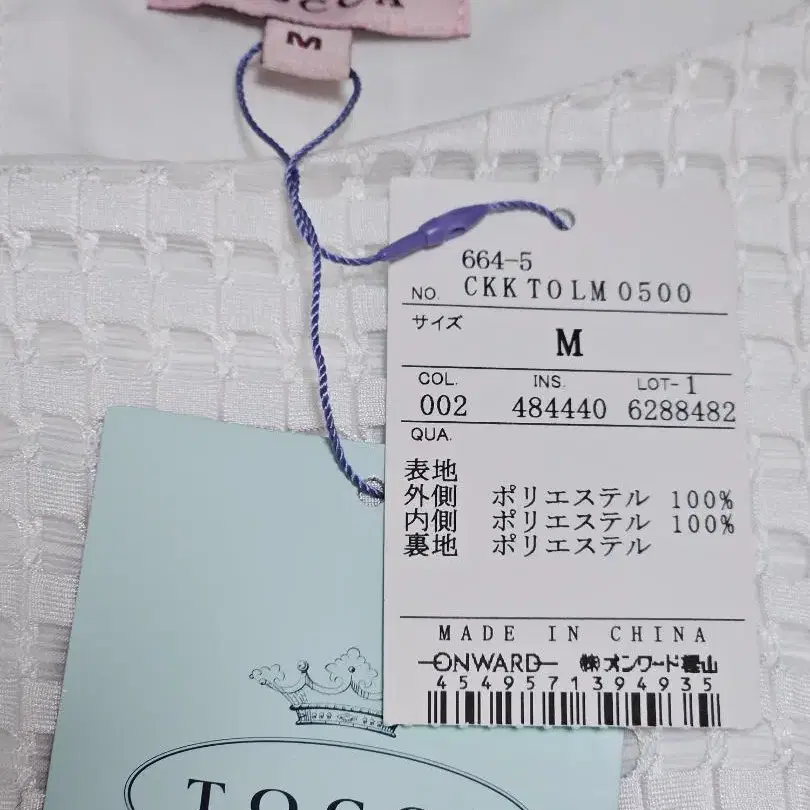 TOCCA
M
664-5
NO. CKKTOLM0500
サイズ
M
COL. INS. LOT-1
002 484440 6288482
QUA.
表地
外側 ポリエステル 100%
内側 ポリエステル 100%
裏地 ポリエステル
MADE IN CHINA
ONWARD ㈱オンワード樫山
4549571394935
TOCCA